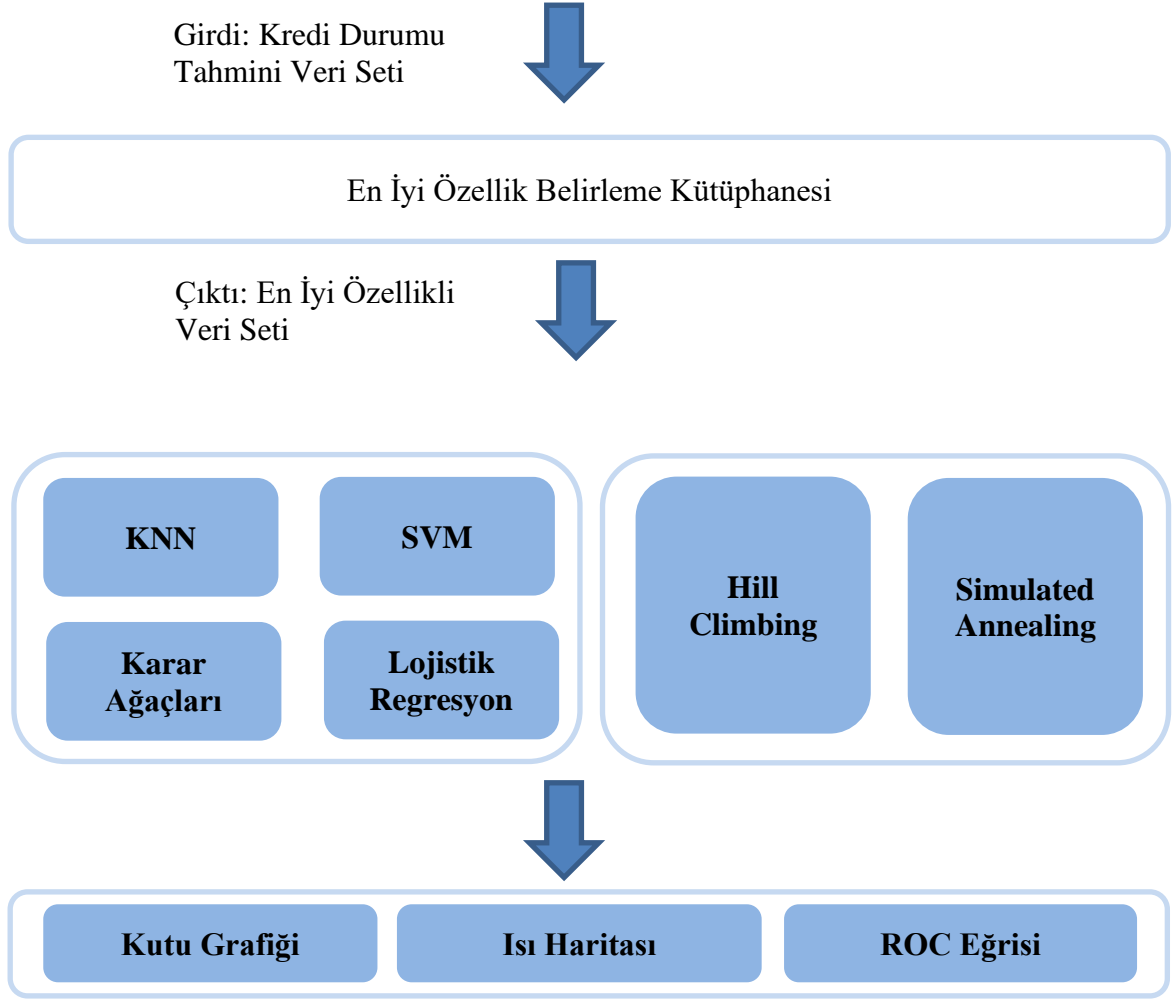 Girdi: Kredi Durumu
Tahmini Veri Seti
En İyi Özellik Belirleme Kütüphanesi
Çıktı: En İyi Özellikli
Veri Seti
KNN
SVM
Karar
Ağaçları
Lojistik
Regresyon
Hill
Climbing
Simulated
Annealing
Kutu Grafiği
Isı Haritası
ROC Eğrisi